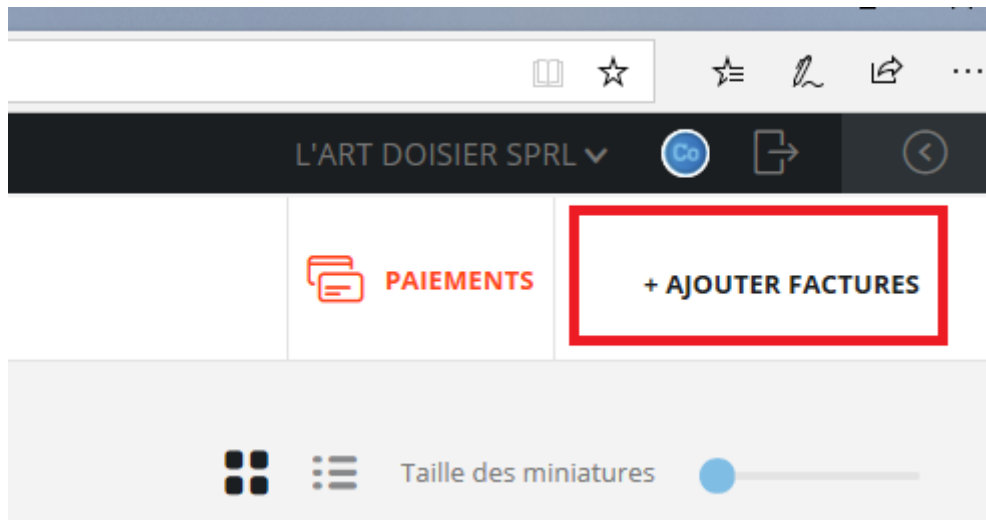 L'ART DOISIER SPRL
Co
PAIEMENTS
+ AJOUTER FACTURES
Taille des miniatures